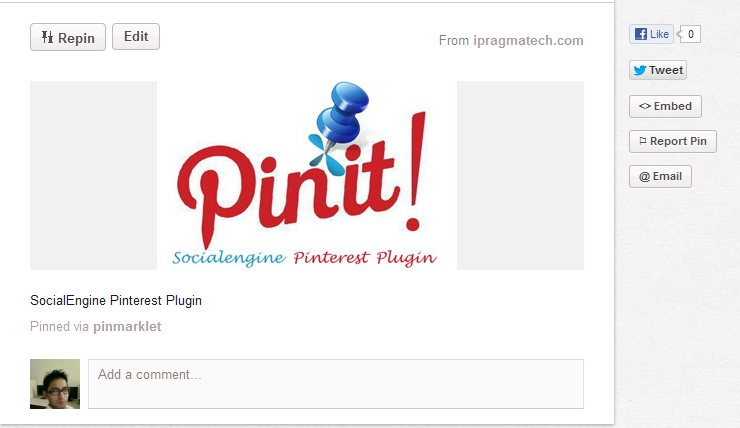 Repin
Edit
From ipragmatech.com
Pinit!
Socialengine Pinterest Plugin
SocialEngine Pinterest Plugin
Pinned via pinmarklet
Add a comment...
Like
0
Tweet
<> Embed
Report Pin
@ Email